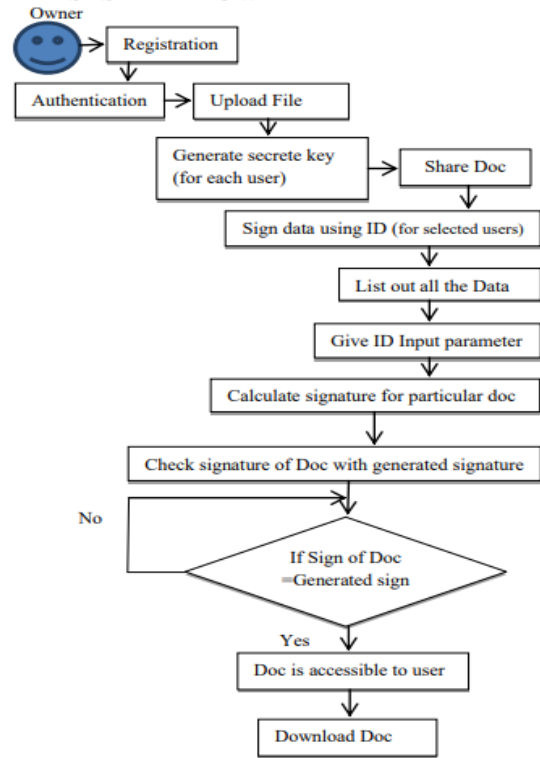 Owner
Registration
Authentication
Upload File
Generate secrete key
(for each user)
Share Doc
Sign data using ID (for selected users)
List out all the Data
Give ID Input parameter
Calculate signature for particular doc
Check signature of Doc with generated signature
No
If Sign of Doc
=Generated sign
Yes
Doc is accessible to user
Download Doc